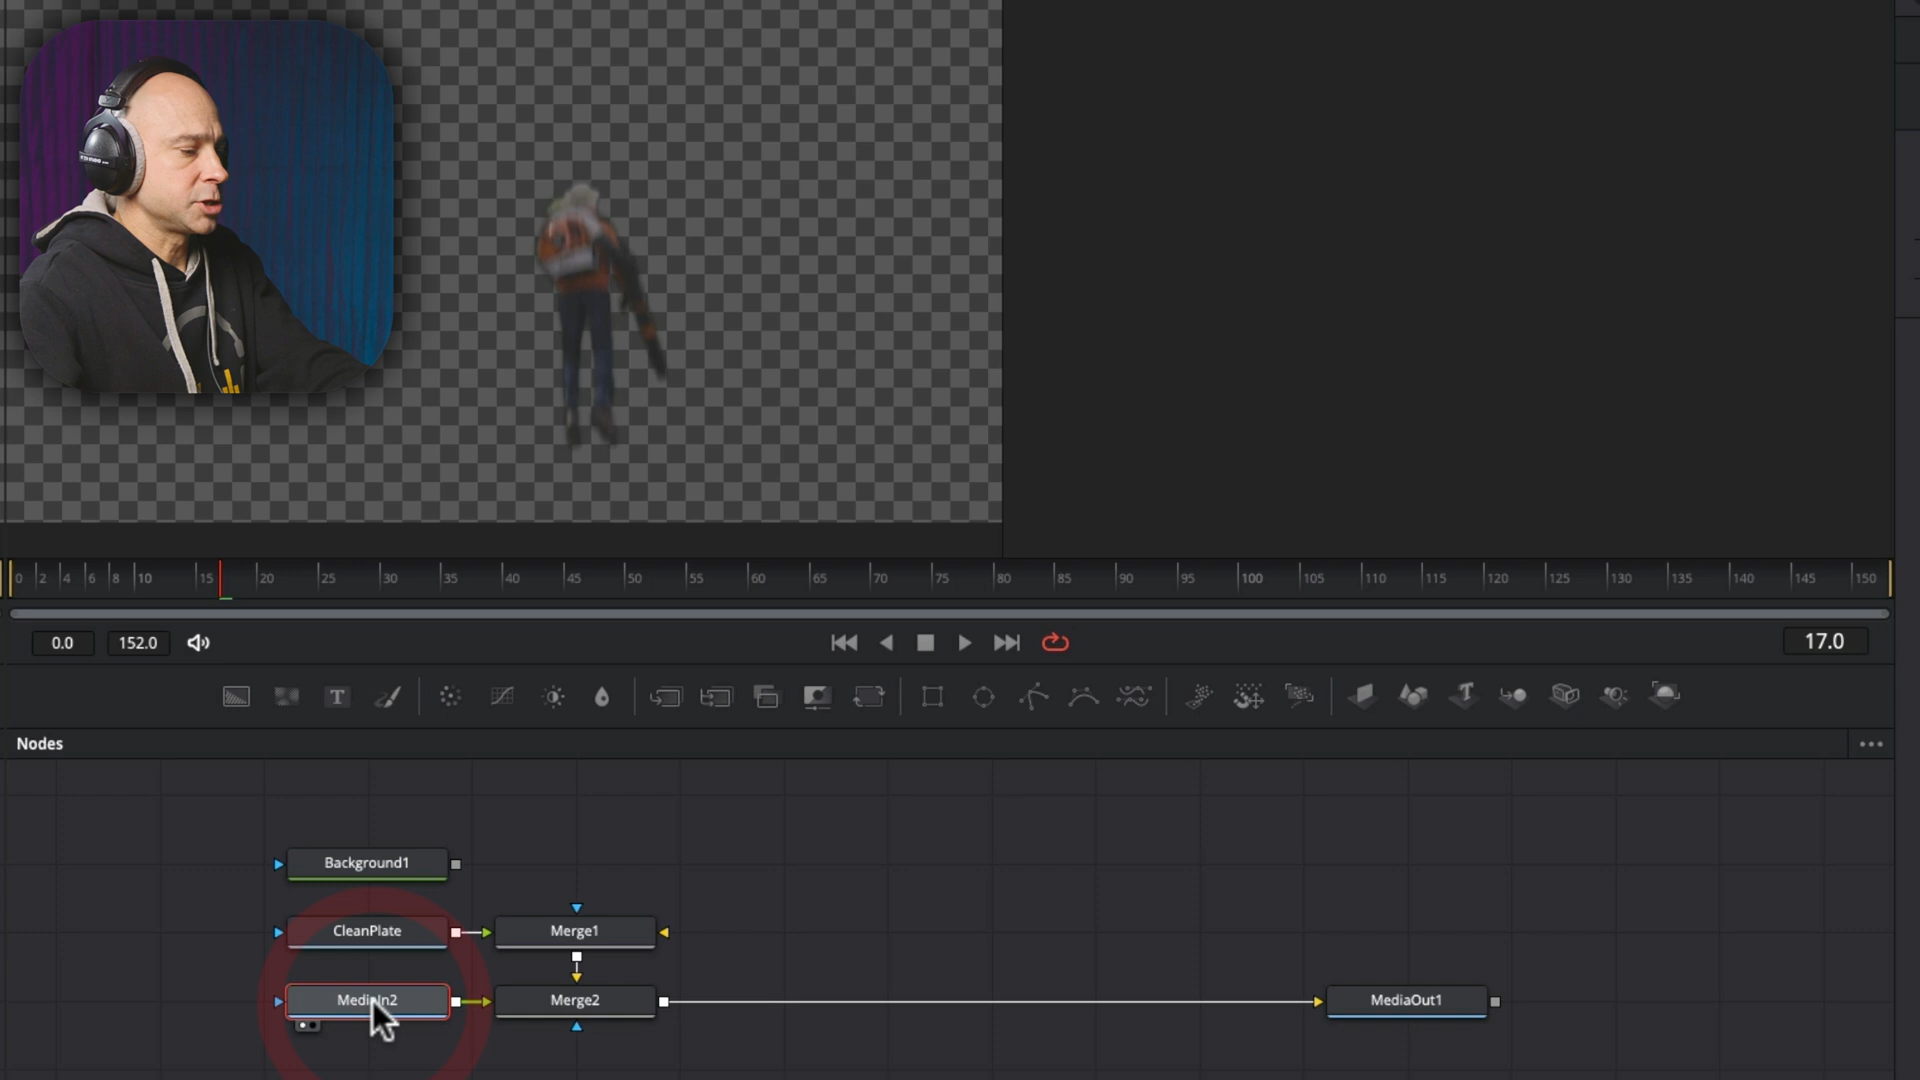 0 2 4 6 8 10 15 20 25 30 35 40 45 50 55 60 65 70 75 80 85 90 95 100 105 110 115 120 125 130 135 140 145 150
0.0 152.0 17.0
T
Nodes
Background1
CleanPlate Merge1
MediaIn2 Merge2 MediaOut1